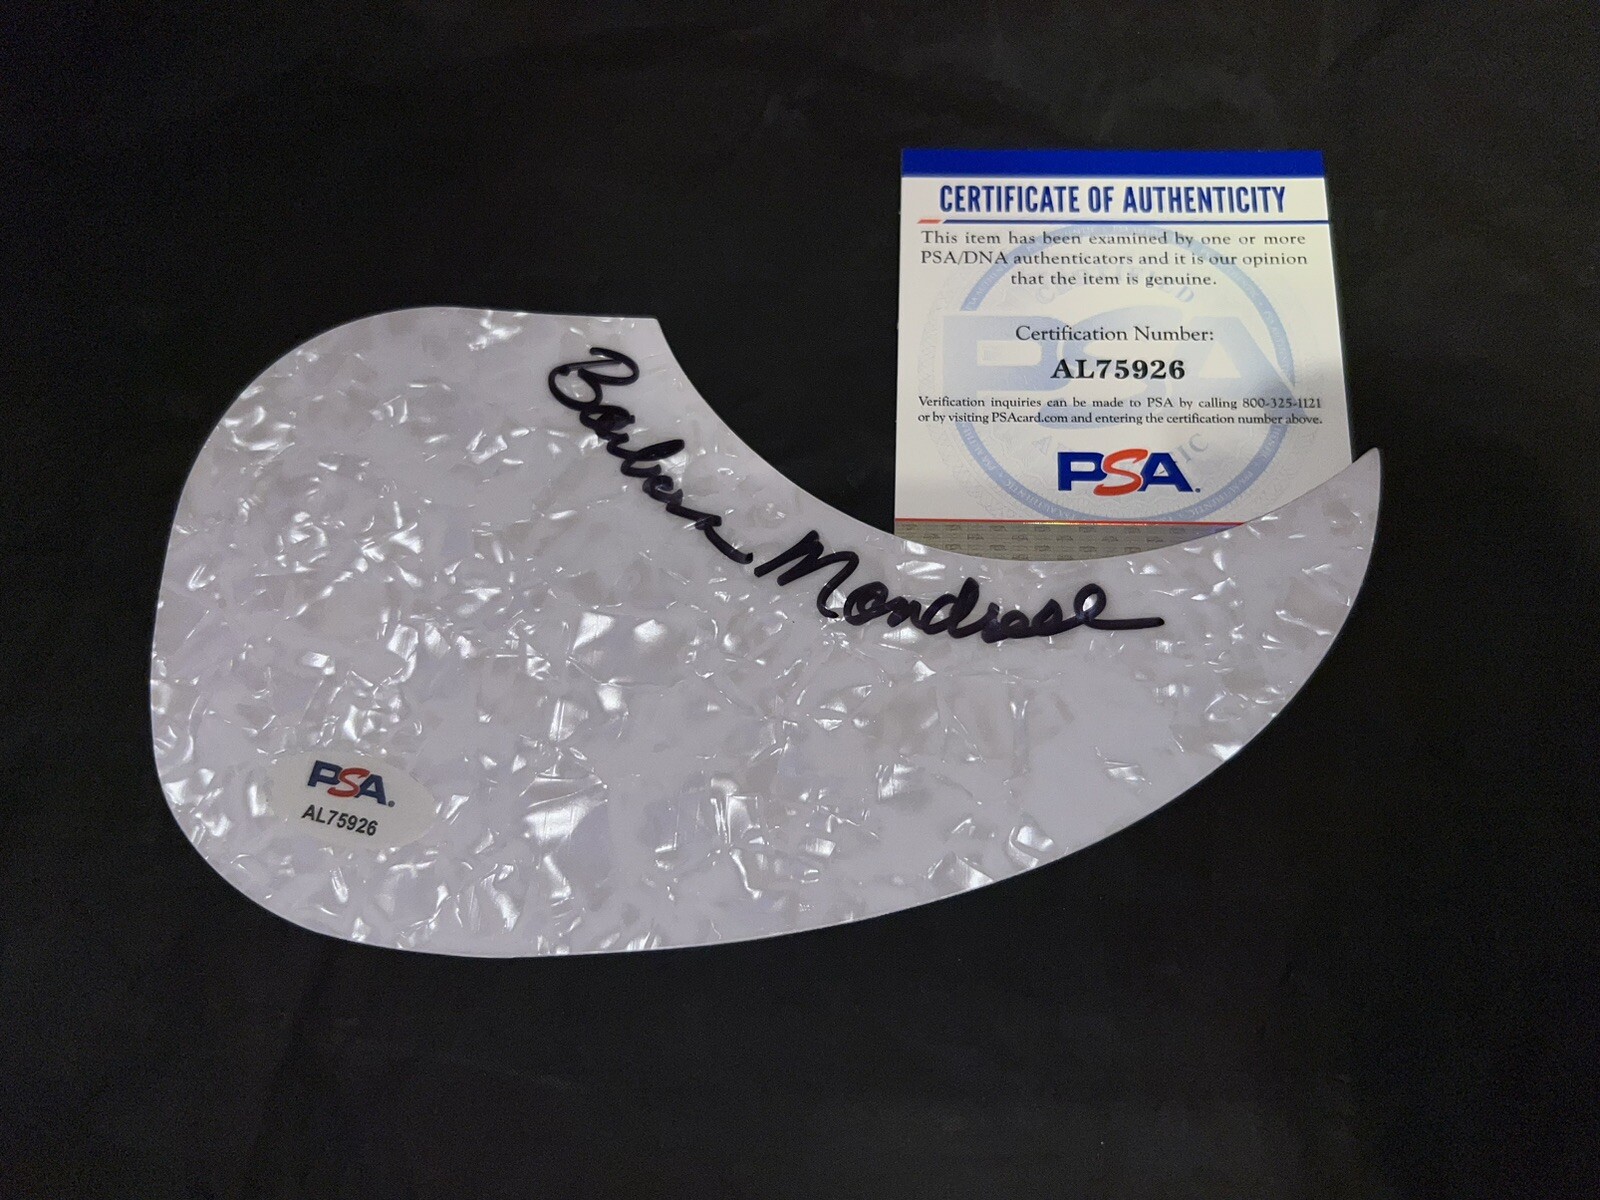 CERTIFICATE OF AUTHENTICITY
This item has been examined by one or more
PSA/DNA authenticators and it is our opinion
that the item is genuine.
Certification Number:
AL75926
Verification inquiries can be made to PSA by calling 800-325-1121
or by visiting PSAcard.com and entering the certification number above.
PSA
Barbara Mandrell
PSA
AL75926